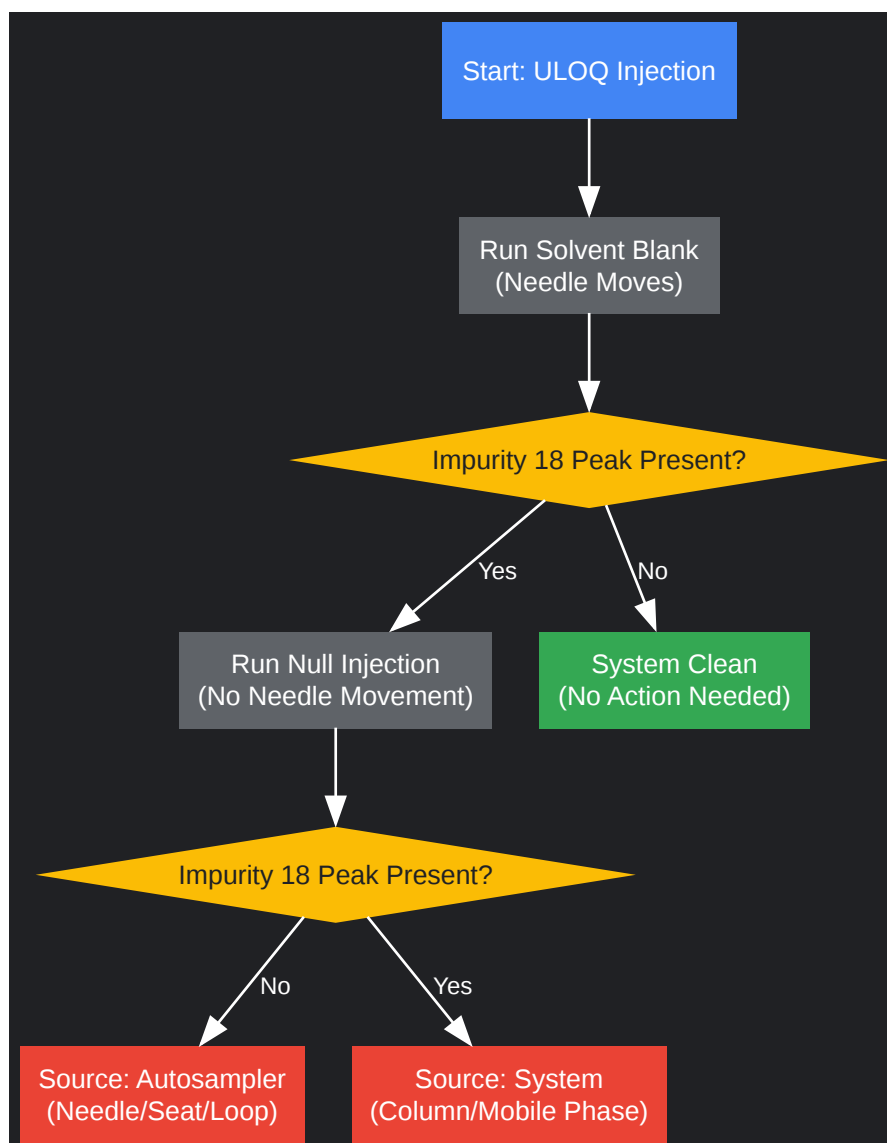 Start: ULOQ Injection
Run Solvent Blank
(Needle Moves)
Impurity 18 Peak Present?
Yes
No
Run Null Injection
(No Needle Movement)
System Clean
(No Action Needed)
Impurity 18 Peak Present?
No
Yes
Source: Autosampler
(Needle/Seat/Loop)
Source: System
(Column/Mobile Phase)